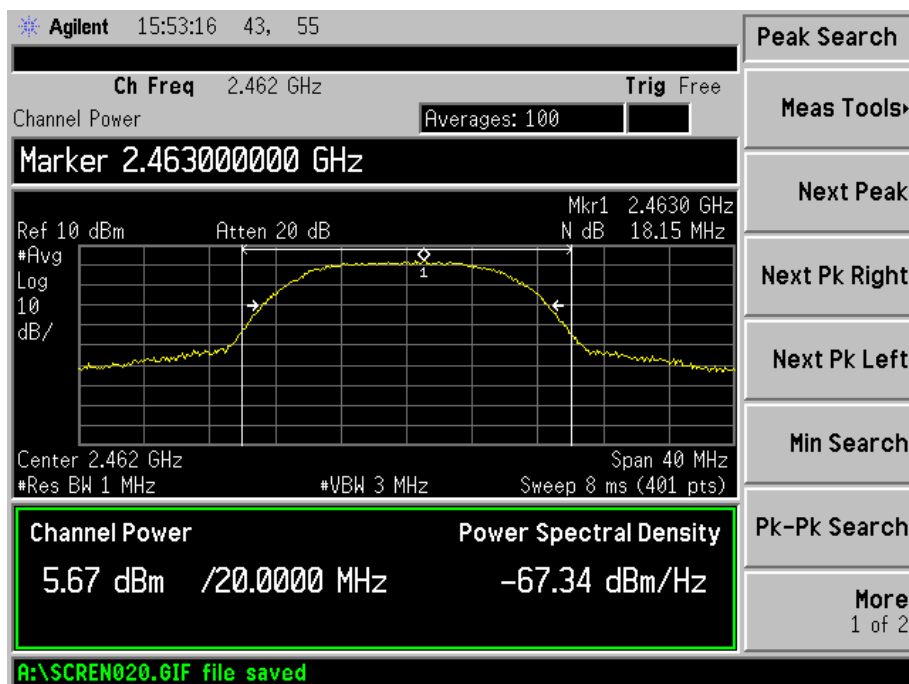 Agilent 15:53:16 43, 55
Peak Search
Ch Freq 2.462 GHz Trig Free
Channel Power Averages: 100
Meas Tools
Marker 2.463000000 GHz
Next Peak
Mkr1 2.4630 GHz
Ref 10 dBm Atten 20 dB N dB 18.15 MHz
#Avg
Log
10
dB/
1
Next Pk Right
Next Pk Left
Center 2.462 GHz Span 40 MHz
#Res BW 1 MHz #VBW 3 MHz Sweep 8 ms (401 pts)
Min Search
Channel Power Power Spectral Density
5.67 dBm /20.0000 MHz -67.34 dBm/Hz
Pk-Pk Search
More
1 of 2
A:\SCREN020.GIF file saved